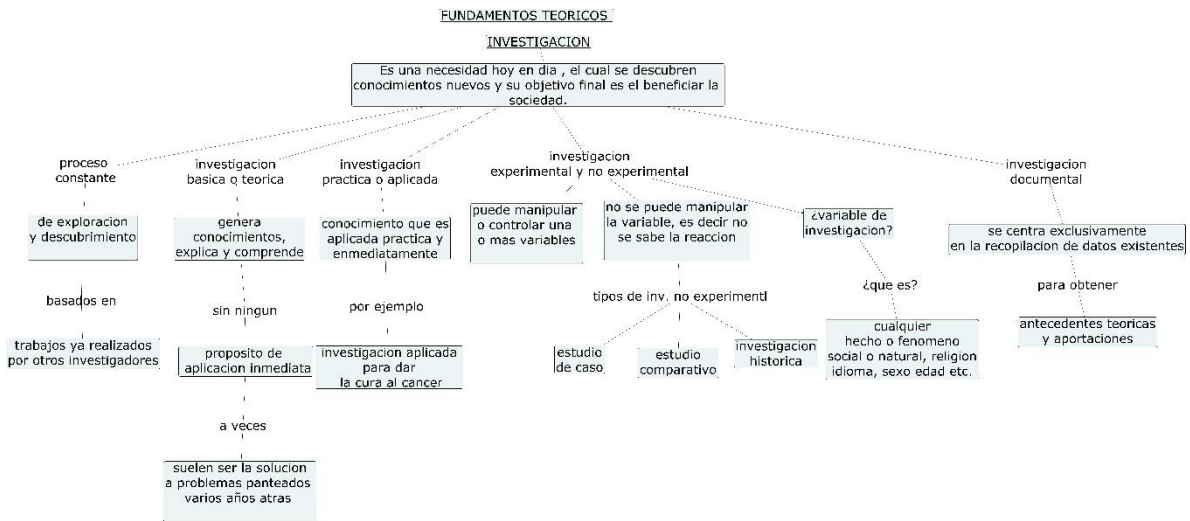 FUNDAMENTOS TEORICOS
INVESTIGACION
Es una necesidad hoy en dia , el cual se descubren
conocimientos nuevos y su objetivo final es el beneficiar la
sociedad.
proceso
constante
de exploracion
y descubrimiento
basados en
trabajos ya realizados
por otros investigadores
investigacion
basica o teorica
genera
conocimientos,
explica y comprende
sin ningun
proposito de
aplicacion inmediata
a veces
suelen ser la solucion
a problemas panteados
varios años atras
investigacion
practica o aplicada
conocimiento que es
aplicada practica y
enmediatamente
por ejemplo
investigacion aplicada
para dar
la cura al cancer
investigacion
experimental y no experimental
puede manipular
o controlar una
o mas variables
no se puede manipular
la variable, es decir no
se sabe la reaccion
tipos de inv. no experimentl
estudio
de caso
estudio
comparativo
investigacion
historica
¿variable de
investigacion?
¿que es?
cualquier
hecho o fenomeno
social o natural, religion
idioma, sexo edad etc.
investigacion
documental
se centra exclusivamente
en la recopilacion de datos existentes
para obtener
antecedentes teoricas
y aportaciones